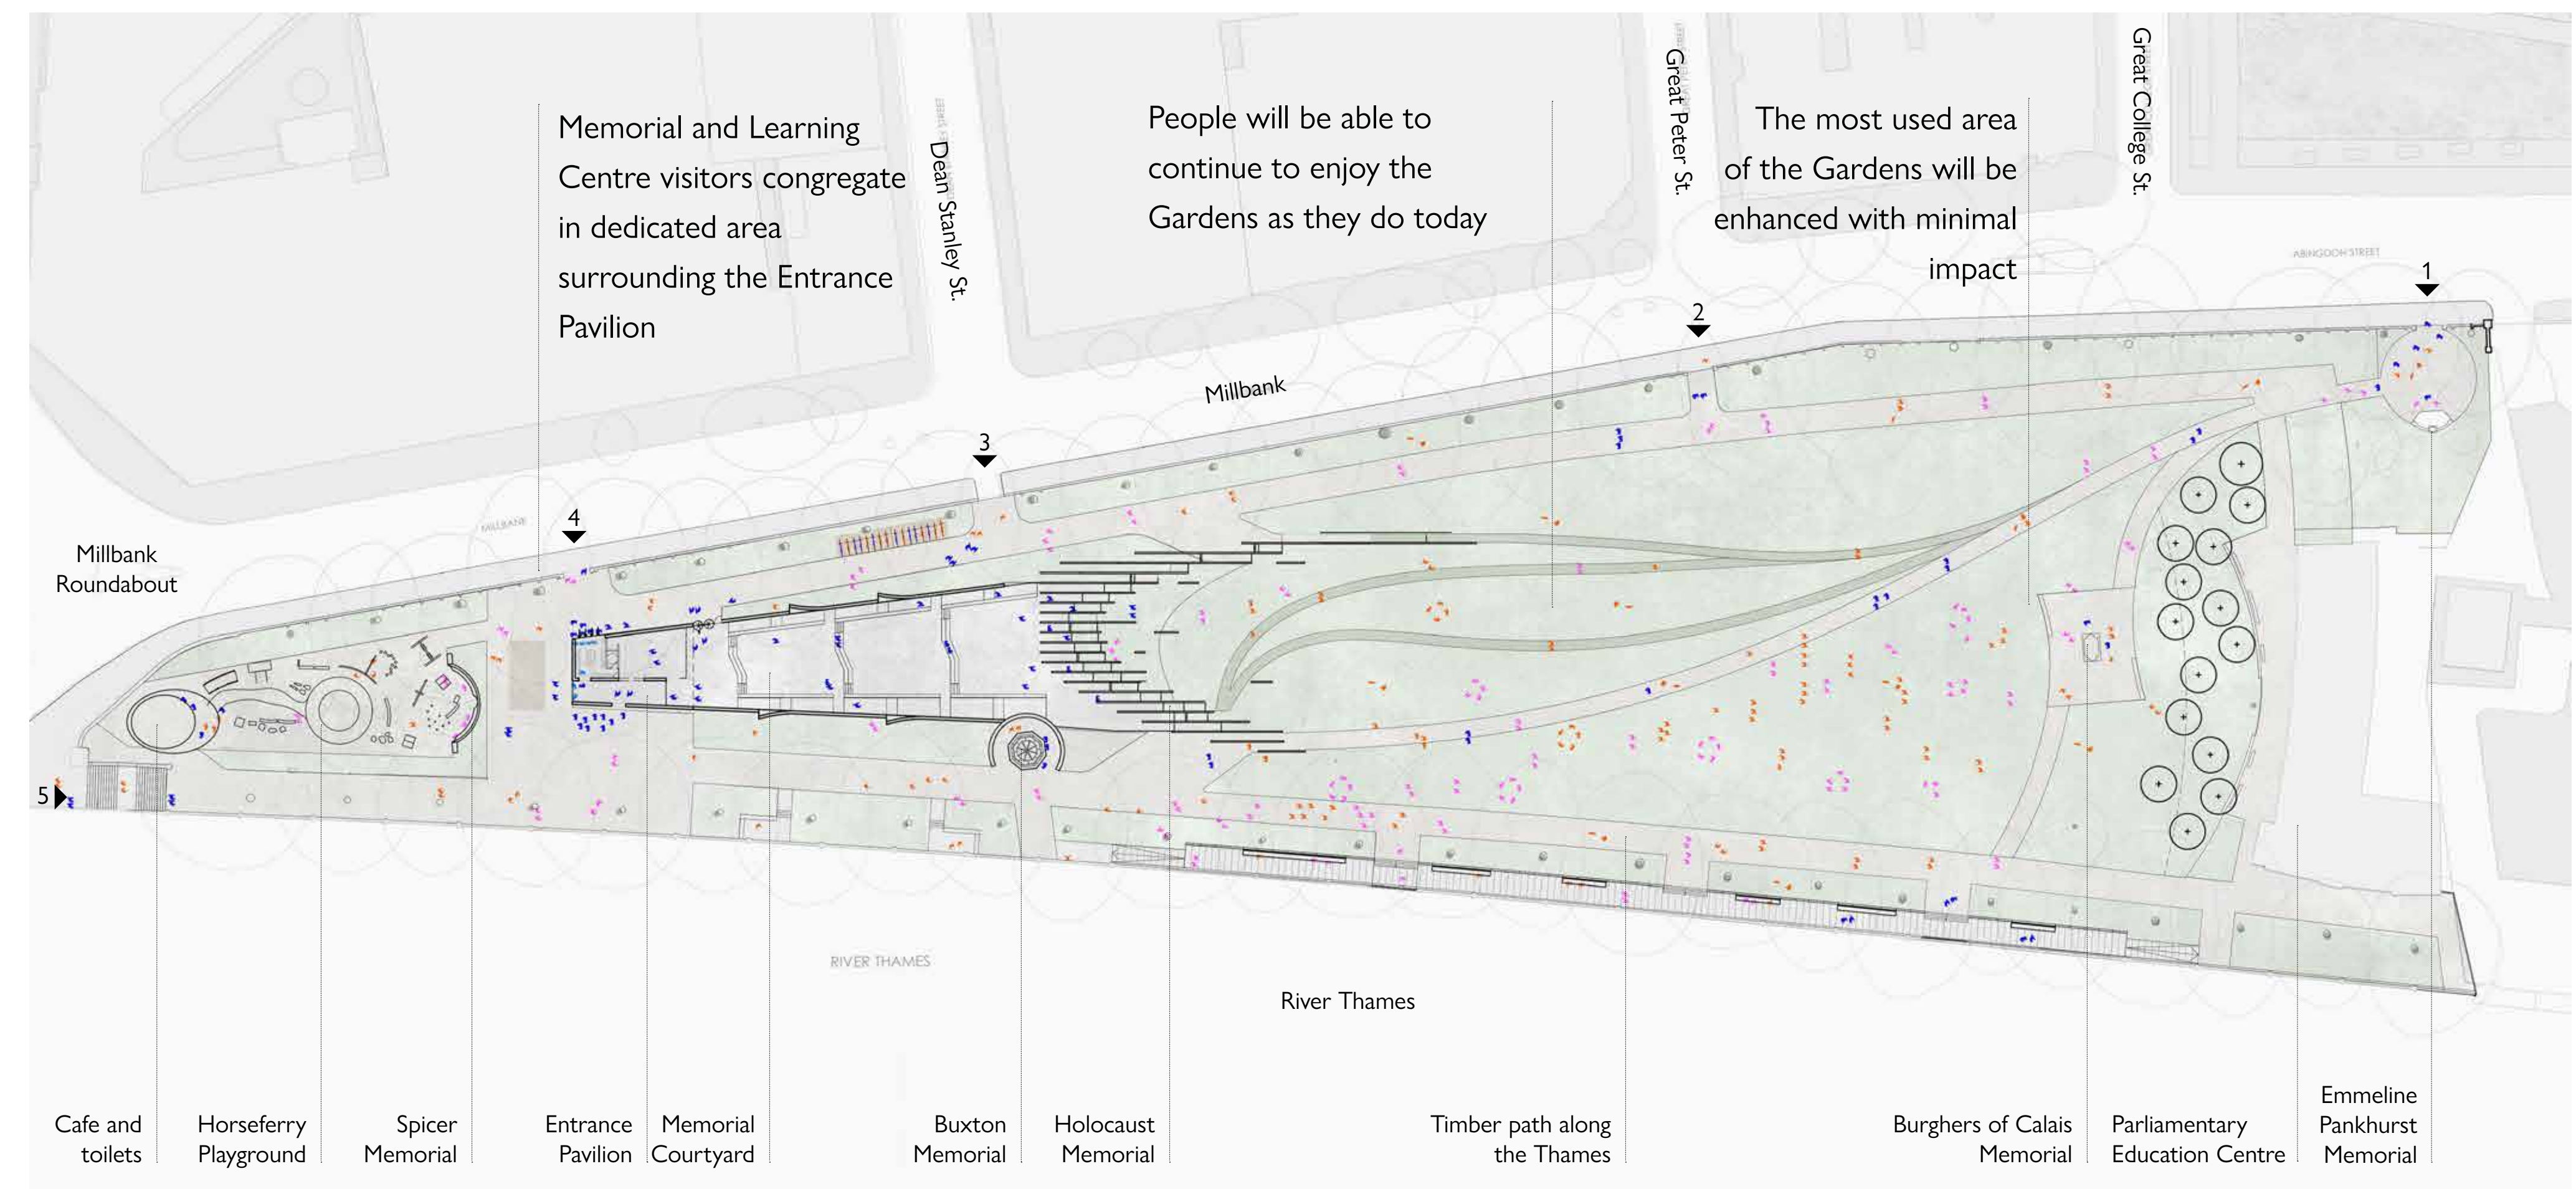 Memorial and Learning
Centre visitors congregate
in dedicated area
surrounding the Entrance
Pavilion
People will be able to
continue to enjoy the
Gardens as they do today
The most used area
of the Gardens will be
enhanced with minimal
impact
Dean Stanley St.
Great Peter St.
Great College St.
ABINGDON STREET
1
2
3
4
5
Millbank
MILLBANK
Millbank
Roundabout
RIVER THAMES
River Thames
Cafe and
toilets
Horseferry
Playground
Spicer
Memorial
Entrance
Pavilion
Memorial
Courtyard
Buxton
Memorial
Holocaust
Memorial
Timber path along
the Thames
Burghers of Calais
Memorial
Parliamentary
Education Centre
Emmeline
Pankhurst
Memorial